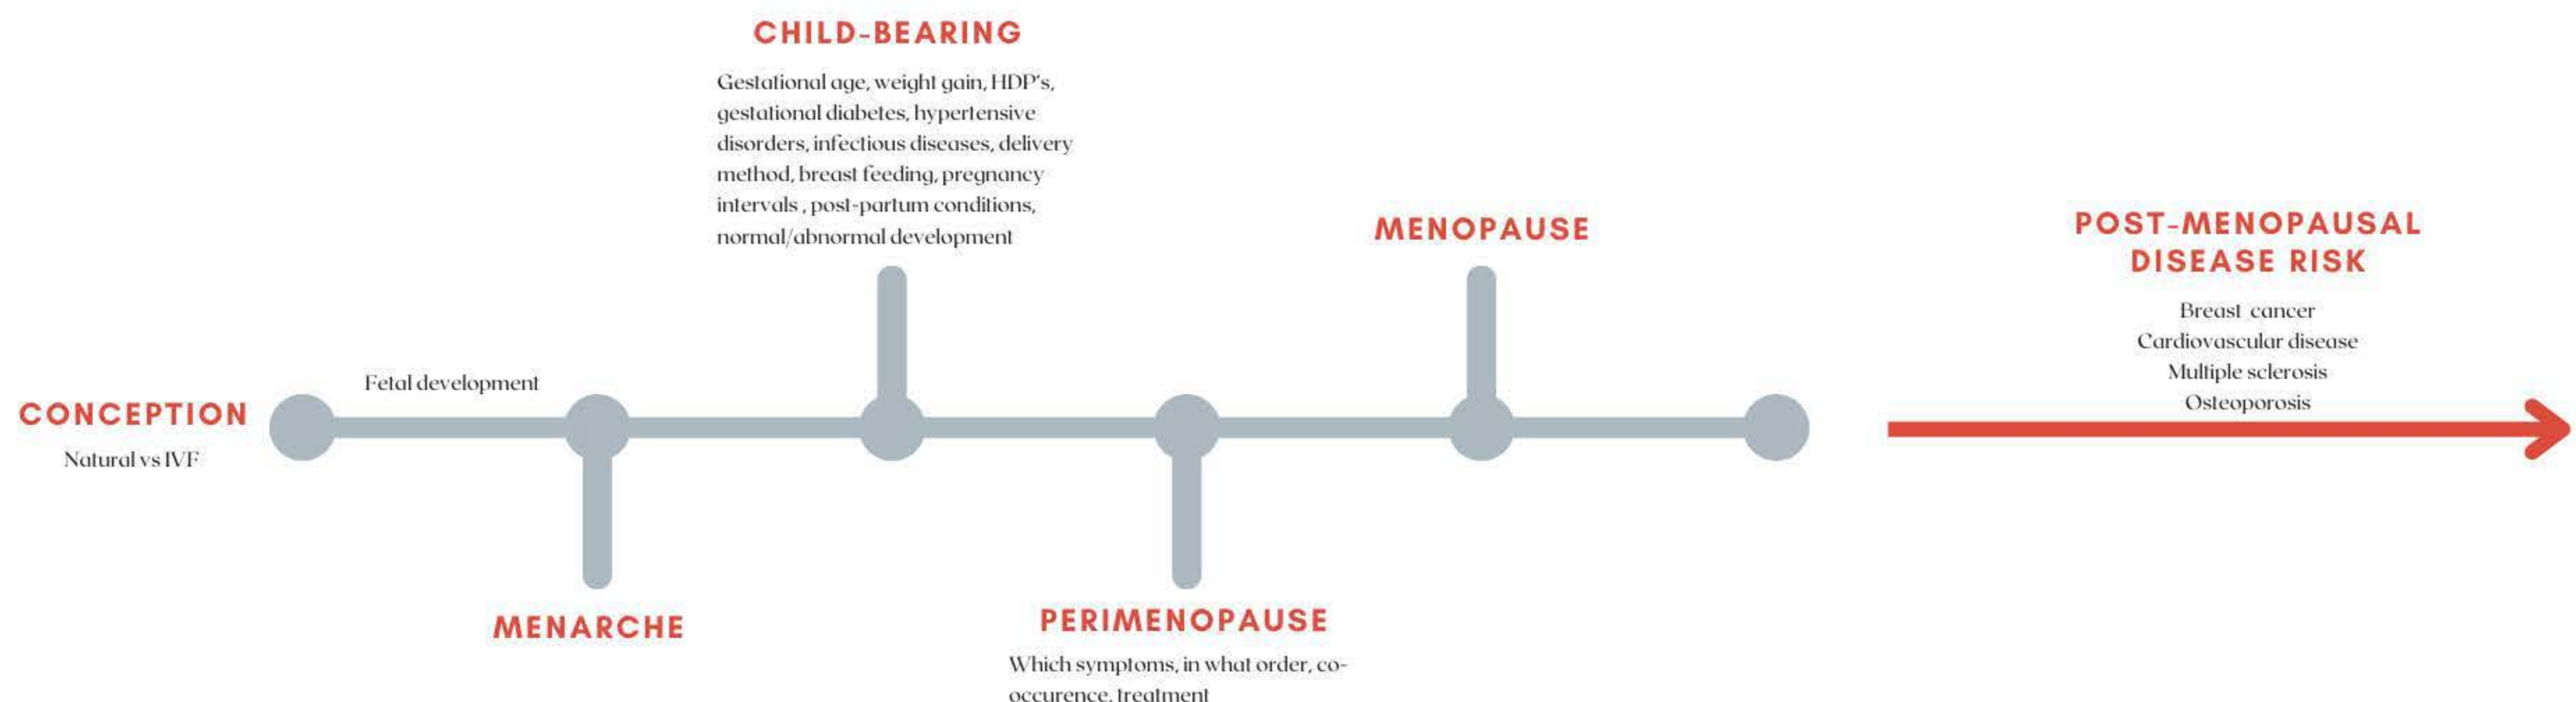 CHILD-BEARING
Gestational age, weight gain, HDP's,
gestational diabetes, hypertensive
disorders, infectious diseases, delivery
method, breast feeding, pregnancy
intervals , post-partum conditions,
normal/abnormal development
MENOPAUSE
POST-MENOPAUSAL
DISEASE RISK
Breast cancer
Cardiovascular disease
Multiple sclerosis
Osteoporosis
Fetal development
CONCEPTION
Natural vs IVF
MENARCHE
PERIMENOPAUSE
Which symptoms, in what order, co-
occurence, treatment